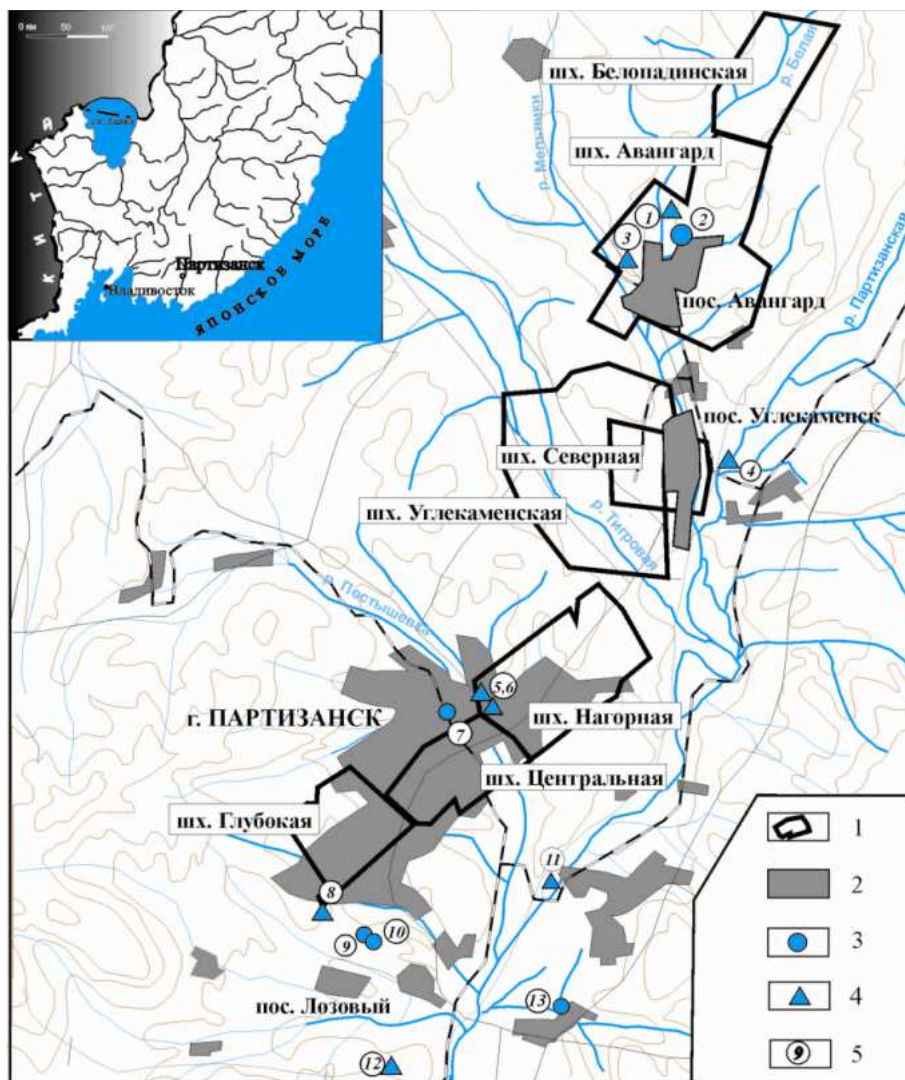 0 км 50 100
КИТАЙ
Партизанск
Владивосток
ЯПОНСКОЕ МОРЕ
шх. Белопадинская
р. Белая
р. Мельники
шх. Авангард
1
2
3
пос. Авангард
р. Партизанская
пос. Углекаменск
шх. Северная
4
шх. Углекаменская
р. Тигровая
р. Постышевка
5,6
г. ПАРТИЗАНСК
шх. Нагорная
7
шх. Центральная
шх. Глубокая
11
8
9
10
пос. Лозовый
13
12
1
2
3
4
9 5